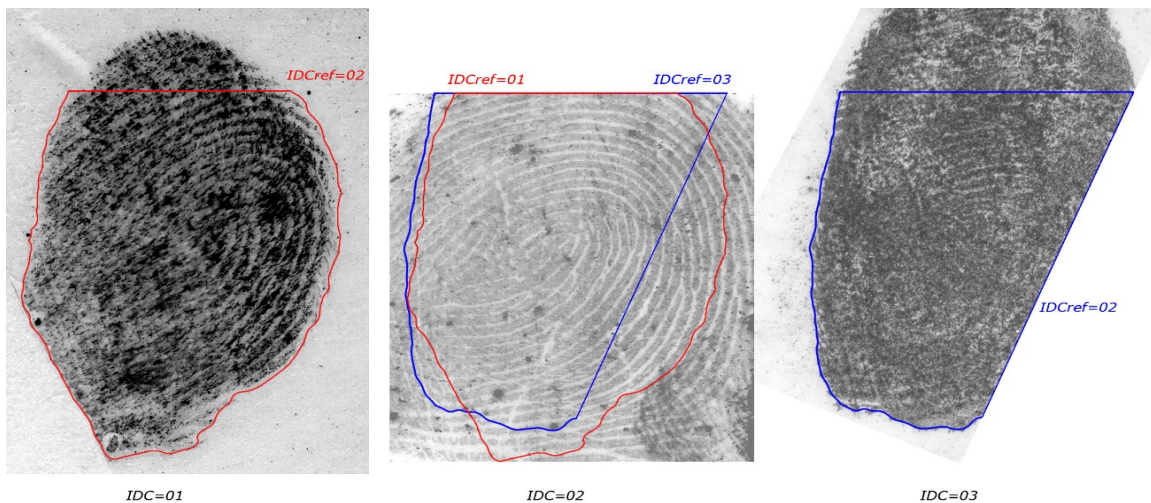 IDCref=02
IDCref=01
IDCref=03
IDCref=02
IDC=01
IDC=02
IDC=03